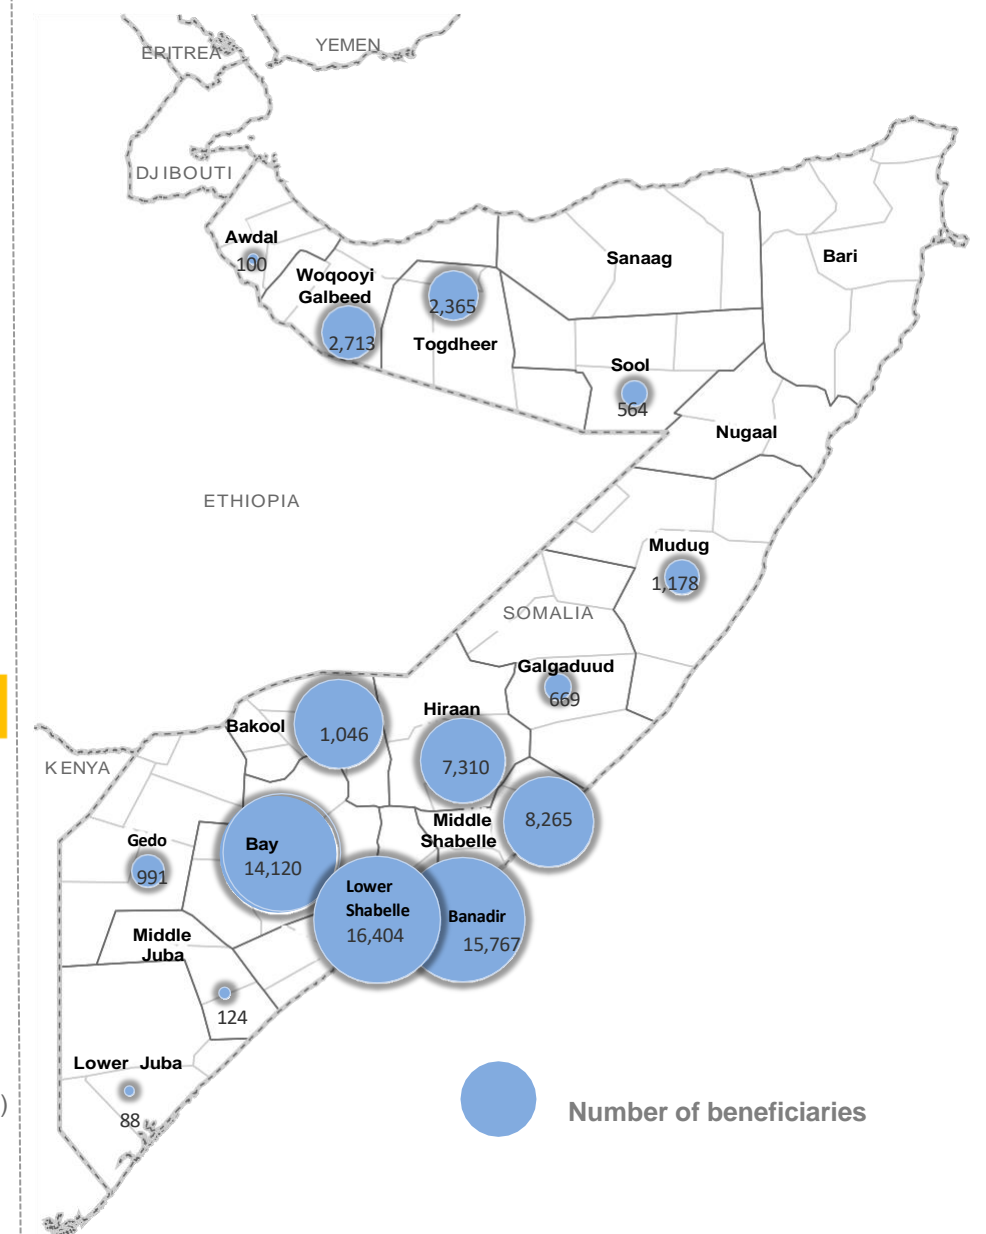 YEMEN
ERITREA
DJIBOUTI
Awdal
100
Woqooyi
Galbeed
2,713
2,365
Togdheer
Sanaag
Bari
Sool
564
Nugaal
ETHIOPIA
Mudug
1,178
SOMALIA
Galgaduud
669
Hiraan
7,310
Bakool
1,046
KENYA
Middle
Shabelle
8,265
Gedo
991
Bay
14,120
Lower
Shabelle
16,404
Banadir
15,767
Middle
Juba
124
Lower Juba
88
)
Number of beneficiaries